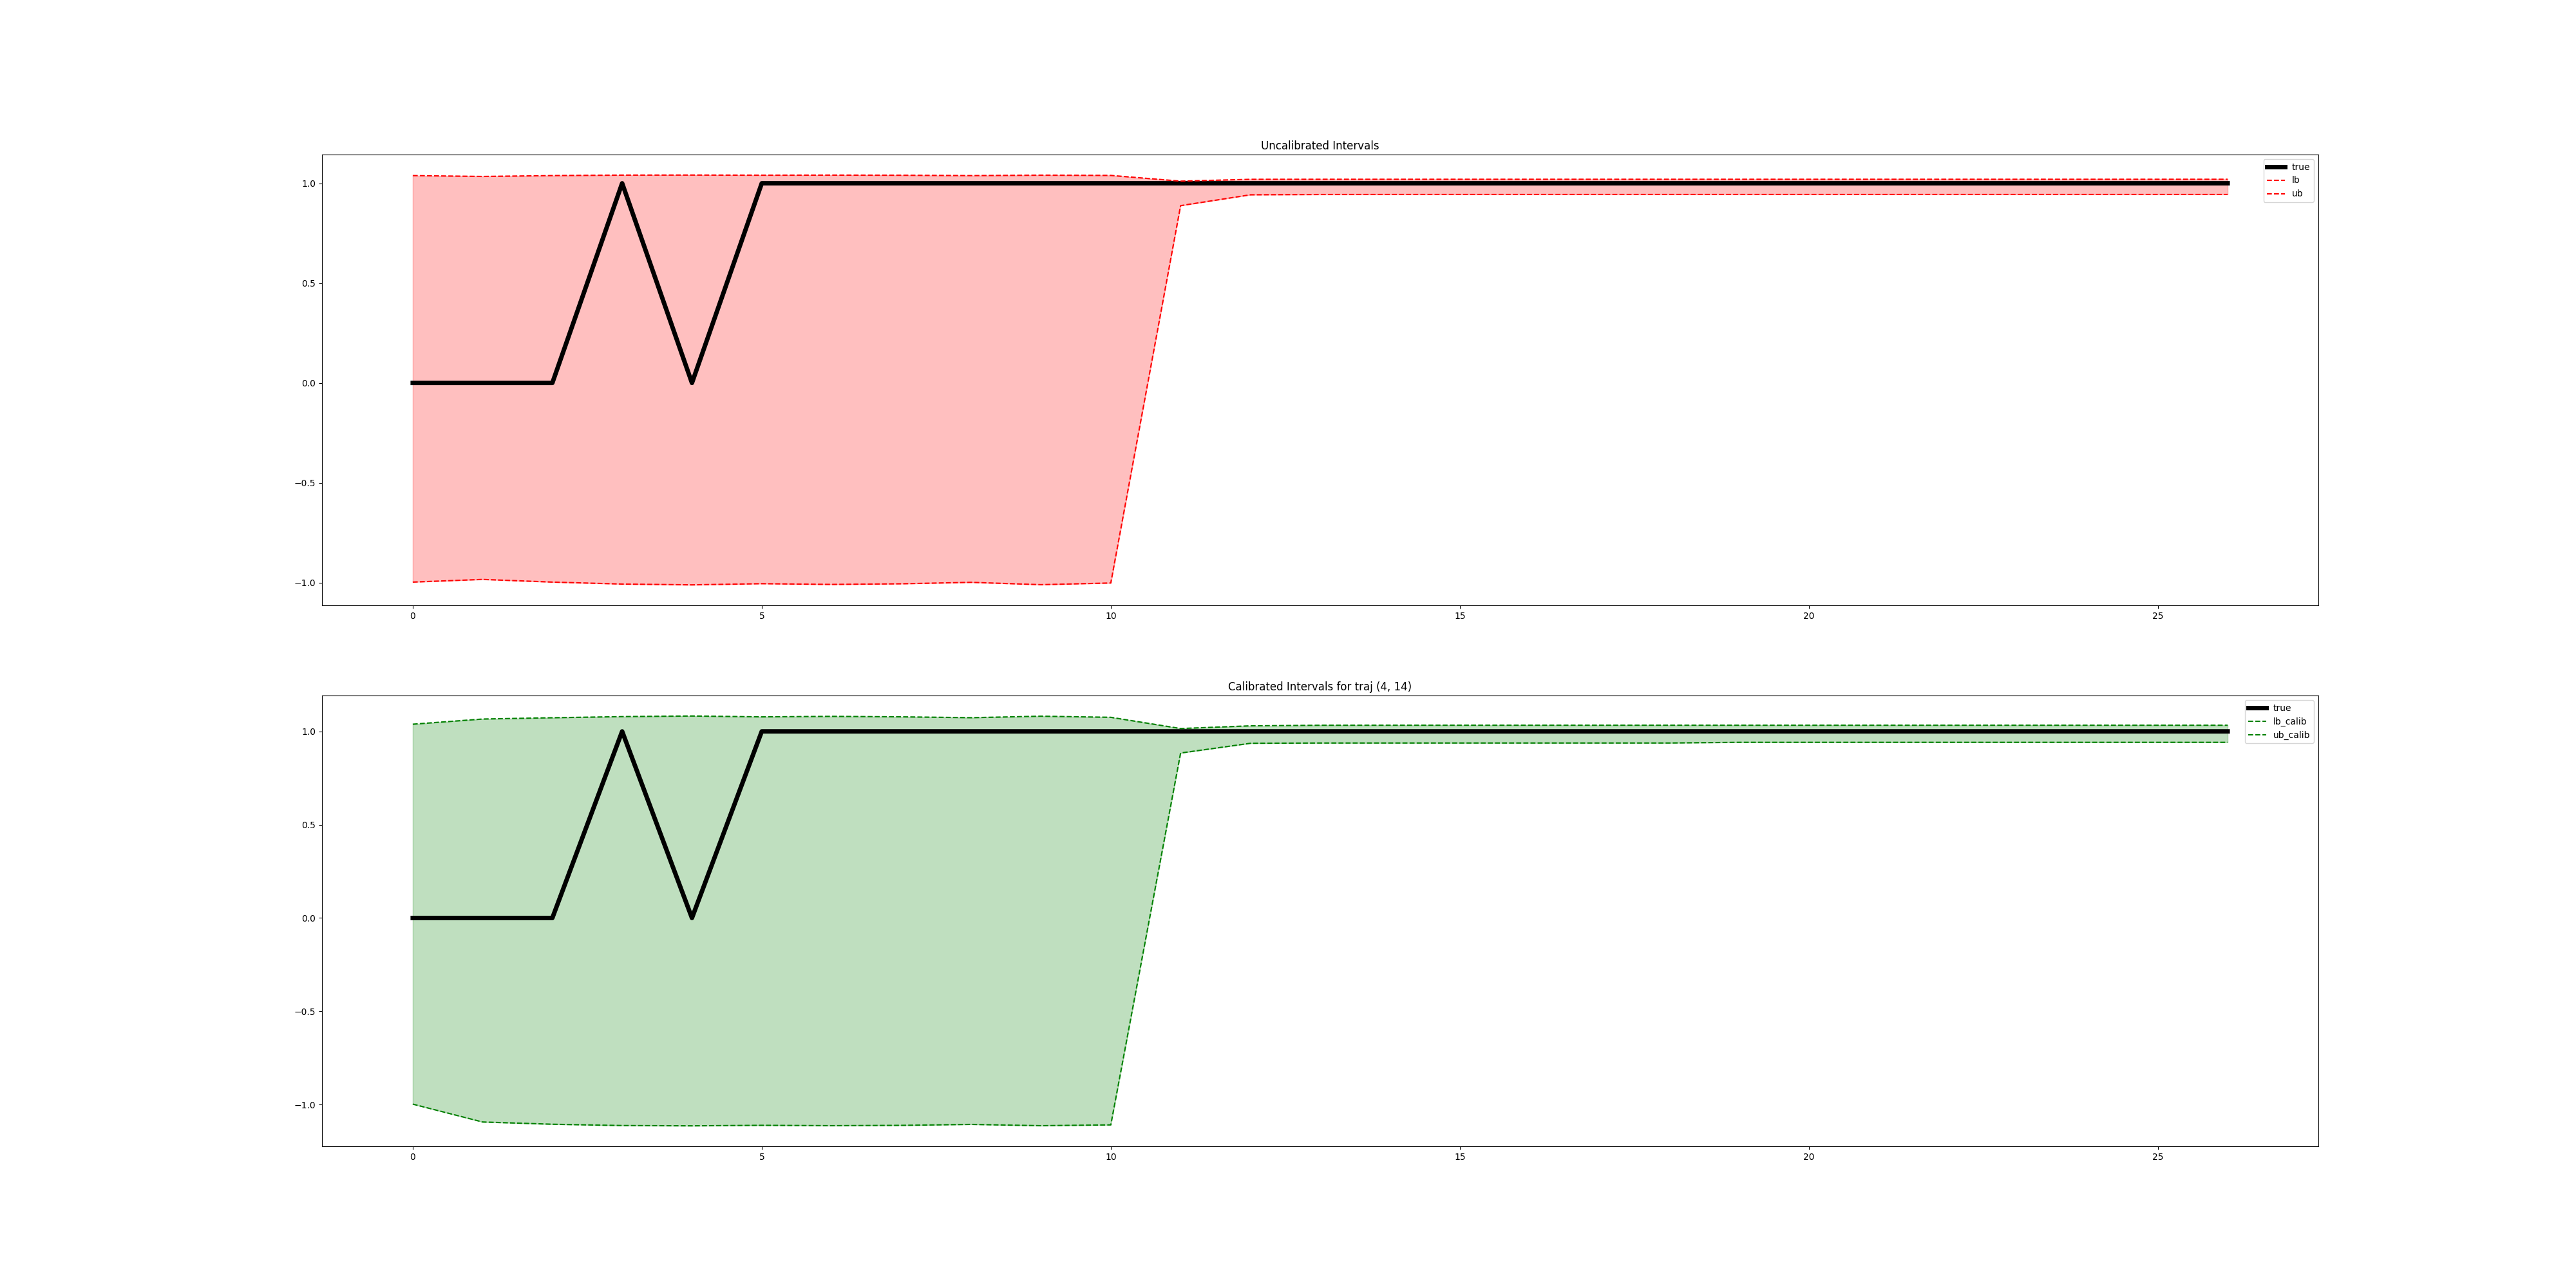 Uncalibrated Intervals
true
lb
ub
1.0
0.5
0.0
−0.5
−1.0
0 5 10 15 20 25
Calibrated Intervals for traj (4, 14)
true
lb_calib
ub_calib
1.0
0.5
0.0
−0.5
−1.0
0 5 10 15 20 25